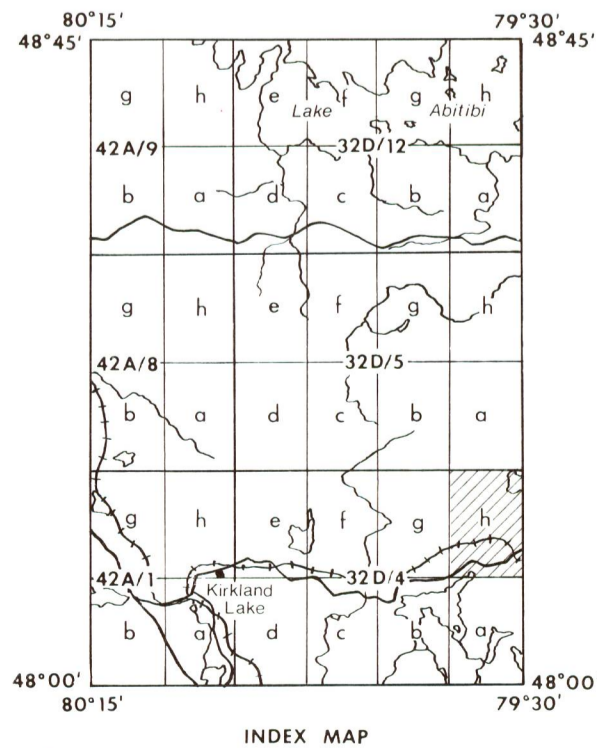 80°15' 79°30'
48°45' 48°45'
g h e f g h
Lake Abitibi
42A/9 32D/12
b a d c b a
g h e f g h
42A/8 32D/5
b a d c b a
g h e f g h
42A/1 32D/4
Kirkland
Lake
b a d c b a
48°00' 48°00
80°15' 79°30'
INDEX MAP